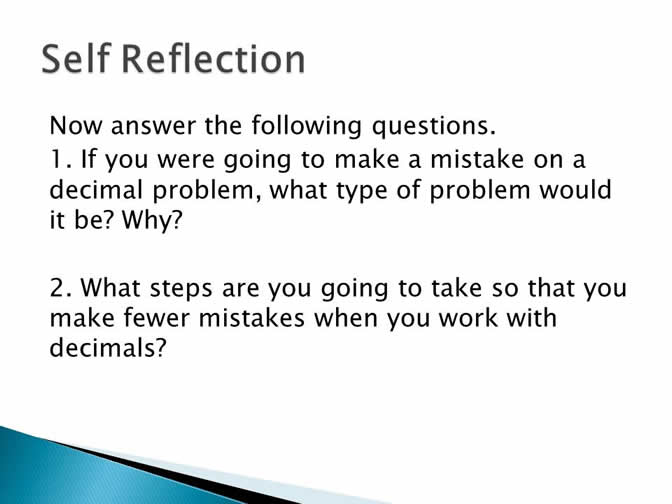 Self Reflection
Now answer the following questions.
1. If you were going to make a mistake on a
decimal problem, what type of problem would
it be? Why?
2. What steps are you going to take so that you
make fewer mistakes when you work with
decimals?